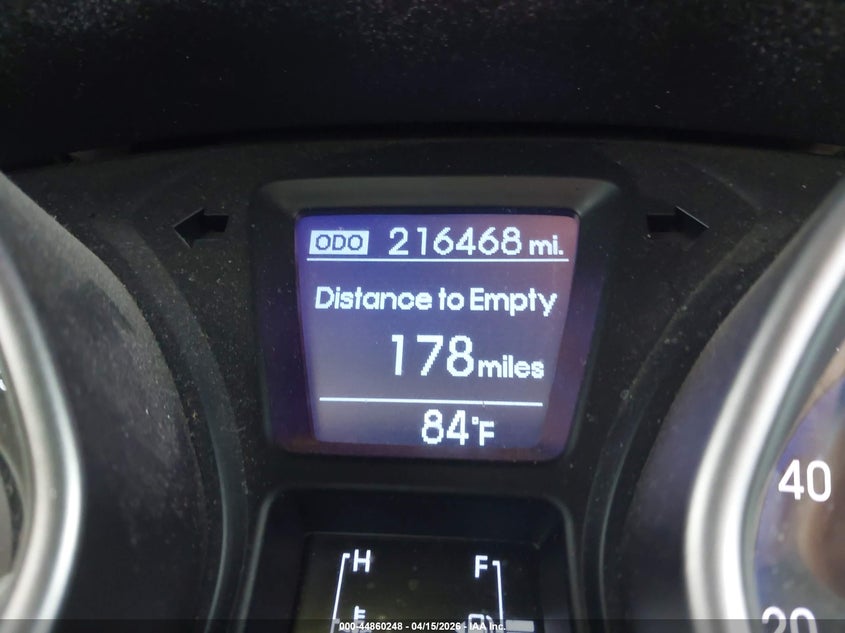 ODO 216468 mi.
Distance to Empty
178 miles
84°F
H F
40
20
000-44860248 - 04/15/2026 - IAA Inc.